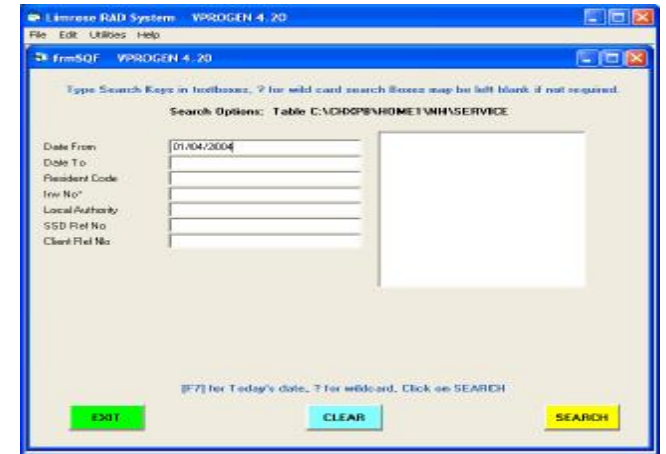 Limrose RAD System VPROGEN 4.20
File Edit Utilities Help
frmSQF VPROGEN 4.20
Type Search Keys in textboxes, ? for wild card search Boxes may be left blank if not required.
Search Options: Table C:\CHXP8\HOME1\NH\SERVICE
Date From 01/04/2004
Date To
Resident Code
Inv No*
Local Authority
SSD Ref No
Client Ref No
[F7] for Today's date, ? for wildcard, Click on SEARCH
EXIT CLEAR SEARCH